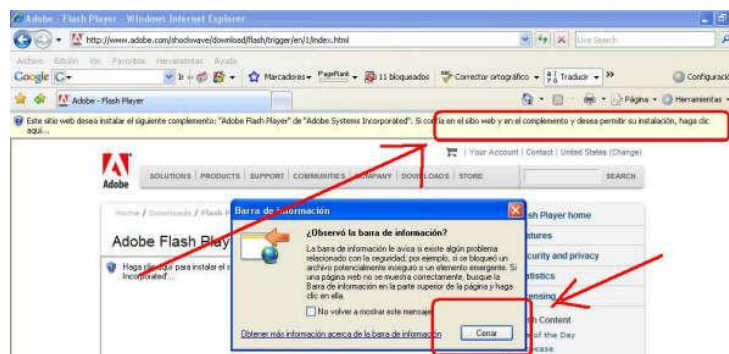 Adobe - Flash Player - Windows Internet Explorer
http://www.adobe.com/shockwave/download/flash/trigger/en/1/index.html
Live Search
Archivo Edición Ver Favoritos Herramientas Ayuda
Google Marcadores PageRank 11 bloqueados Corrector ortográfico Traducir Configuraci
Adobe - Flash Player Página Herramientas
Este sitio web desea instalar el siguiente complemento: "Adobe Flash Player" de "Adobe Systems Incorporated". Si confía en el sitio web y en el complemento y desea permitir su instalación, haga clic
aquí...
Your Account | Contact | United States (Change)
Adobe
SOLUTIONS PRODUCTS SUPPORT COMMUNITIES COMPANY DOWNLOADS STORE SEARCH
Home / Downloads / Flash P
Adobe Flash Play
Haga clic aquí para instalar el s
Incorporated"...
Barra de información
¿Observó la barra de información?
La barra de información le avisa si existe algún problema
relacionado con la seguridad; por ejemplo, si se bloqueó un
archivo potencialmente inseguro o un elemento emergente. Si
una página web no se muestra correctamente, busque la
Barra de información en la parte superior de la página y haga
clic en ella.
No volver a mostrar este mensaje
Obtener más información acerca de la barra de información
Cerrar
sh Player home
atures
curity and privacy
atistics
ensing
sh Content
e of the Day
owcase